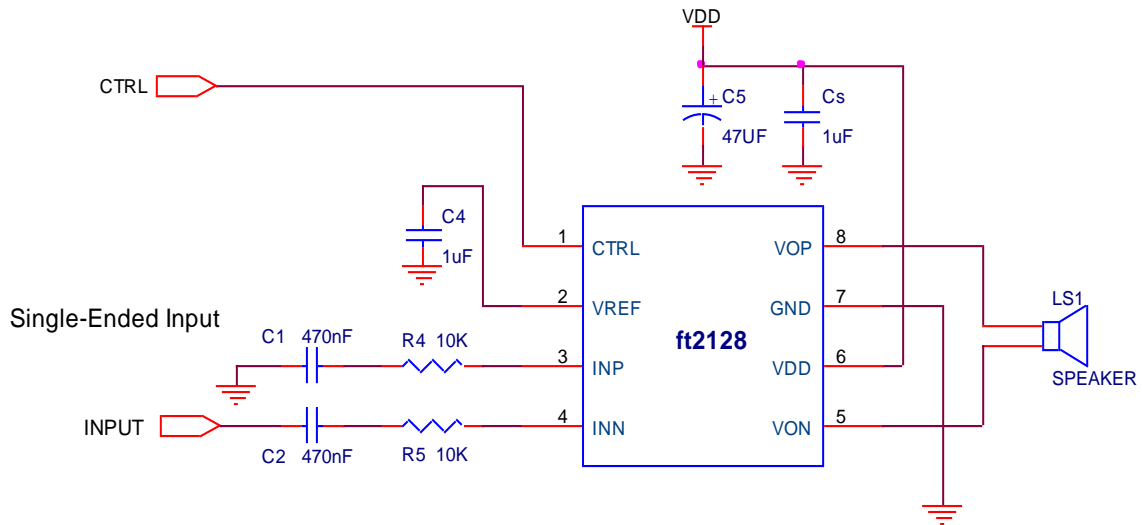 VDD
CTRL
+ C5
47UF
Cs
1uF
C4
1uF
1
CTRL
VOP
8
2
VREF
GND
7
ft2128
3
INP
VDD
6
4
INN
VON
5
Single-Ended Input
C1 470nF
R4 10K
INPUT
C2 470nF
R5 10K
LS1
SPEAKER